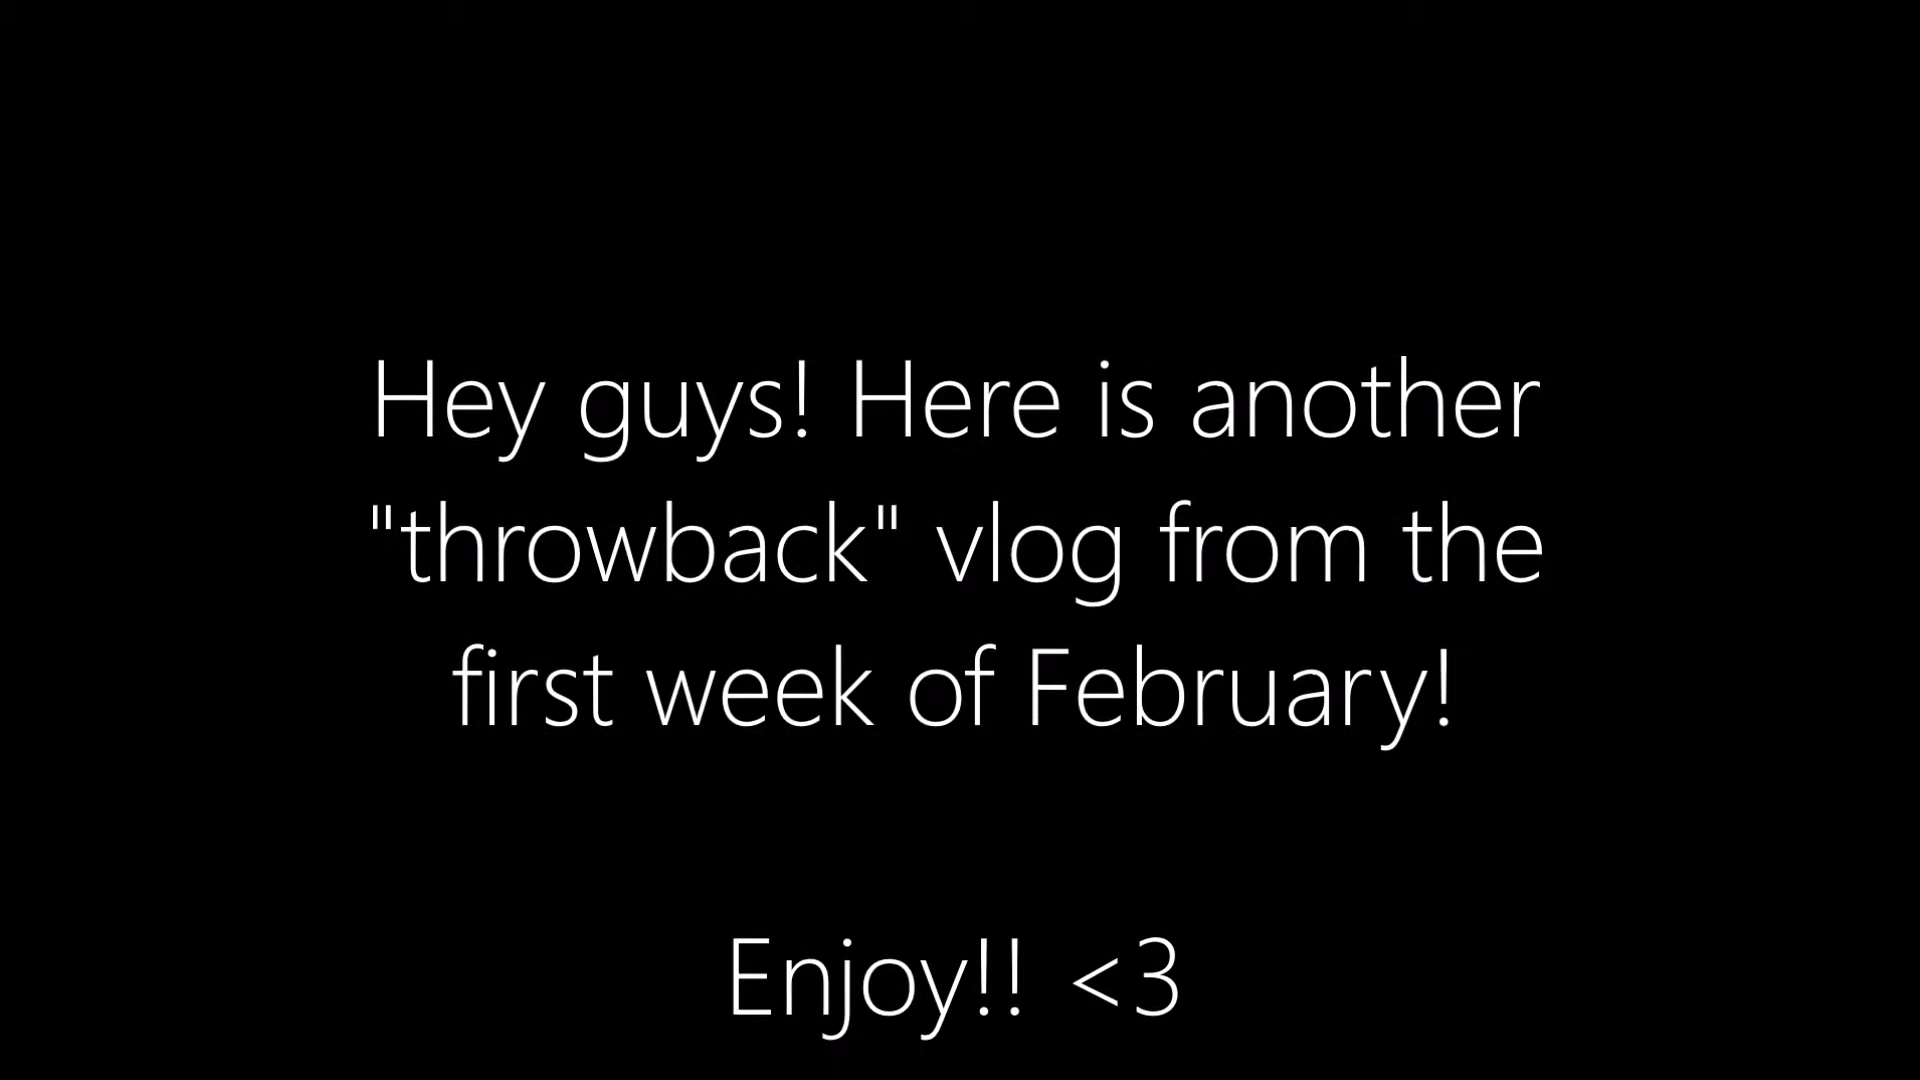 Hey guys! Here is another
"throwback" vlog from the
first week of February!
Enjoy!! <3